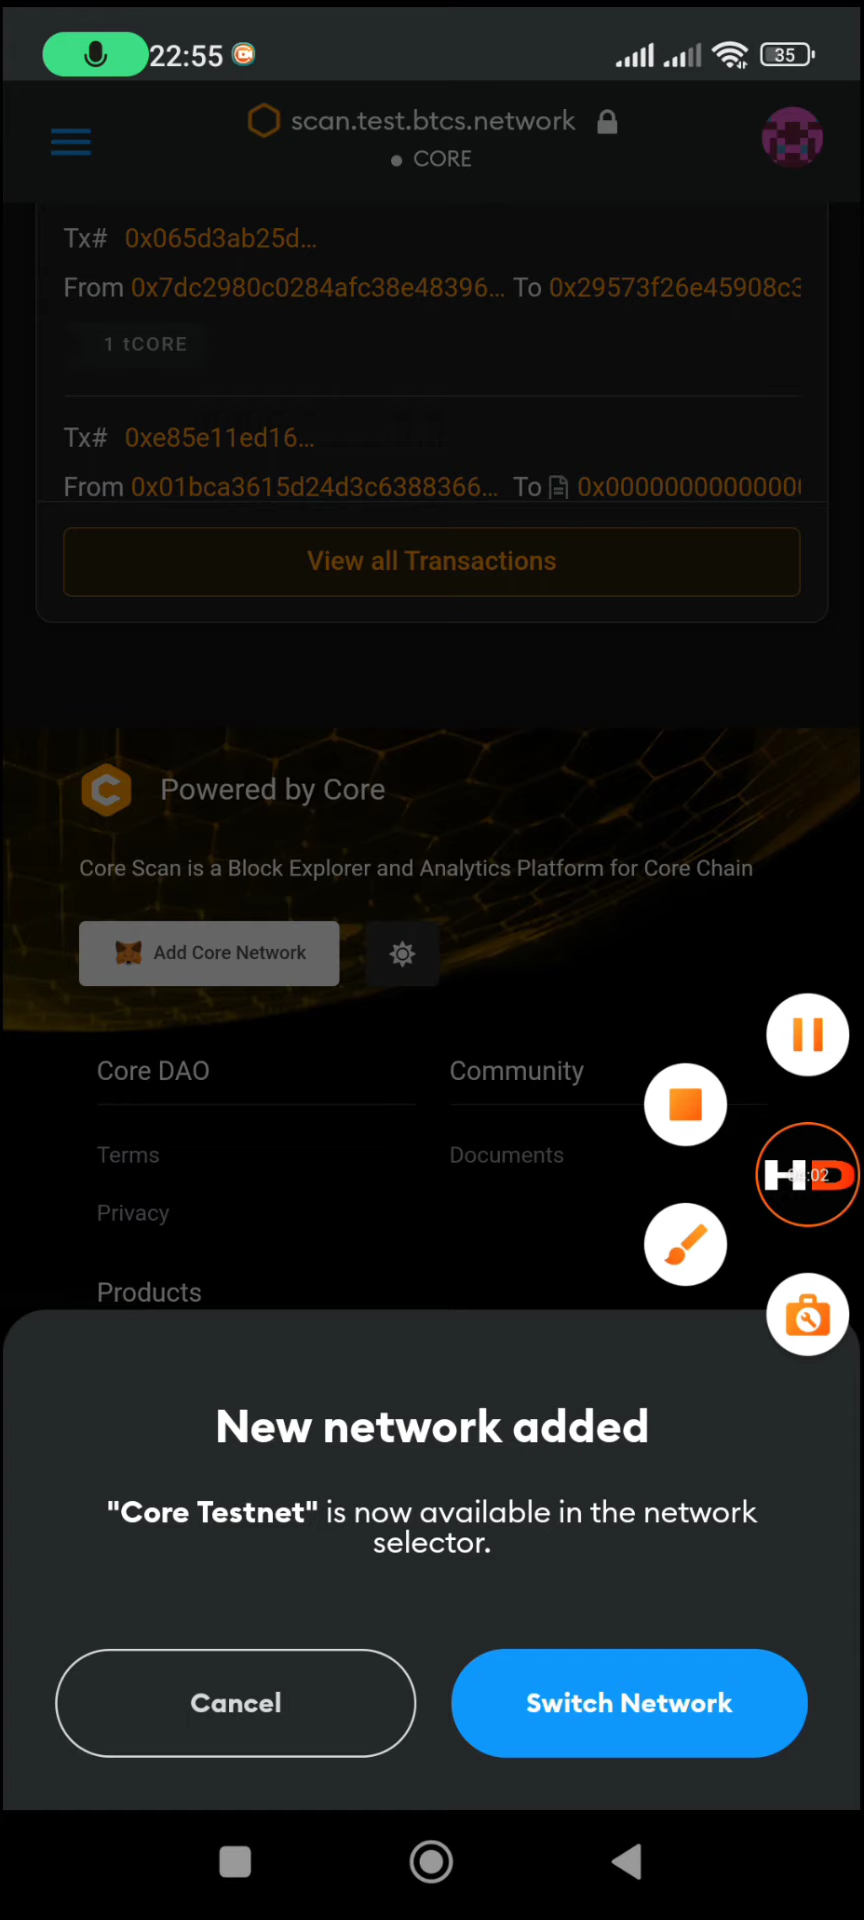 22:55
35
scan.test.btcs.network
CORE
Tx# 0x065d3ab25d...
From 0x7dc2980c0284afc38e48396... To 0x29573f26e45908c3
1 tCORE
Tx# 0xe85e11ed16...
From 0x01bca3615d24d3c6388366... To 0x00000000000000
View all Transactions
Powered by Core
Core Scan is a Block Explorer and Analytics Platform for Core Chain
Add Core Network
Core DAO
Community
Terms
Documents
Privacy
HD
Products
New network added
"Core Testnet" is now available in the network
selector.
Cancel
Switch Network